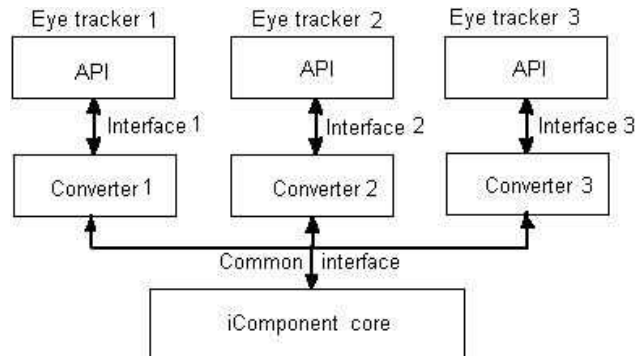 Eye tracker 1
Eye tracker 2
Eye tracker 3
API
API
API
Interface 1
Interface 2
Interface 3
Converter 1
Converter 2
Converter 3
Common interface
iComponent core